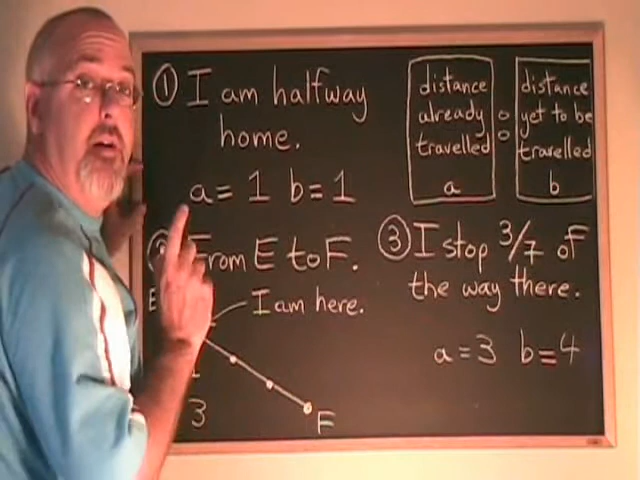 ① I am halfway
home.
a = 1 b = 1
distance
already
travelled
a
:
distance
yet to be
travelled
b
From E to F.
E
I am here.
3
F
③ I stop 3/7 of
the way there.
a = 3 b = 4